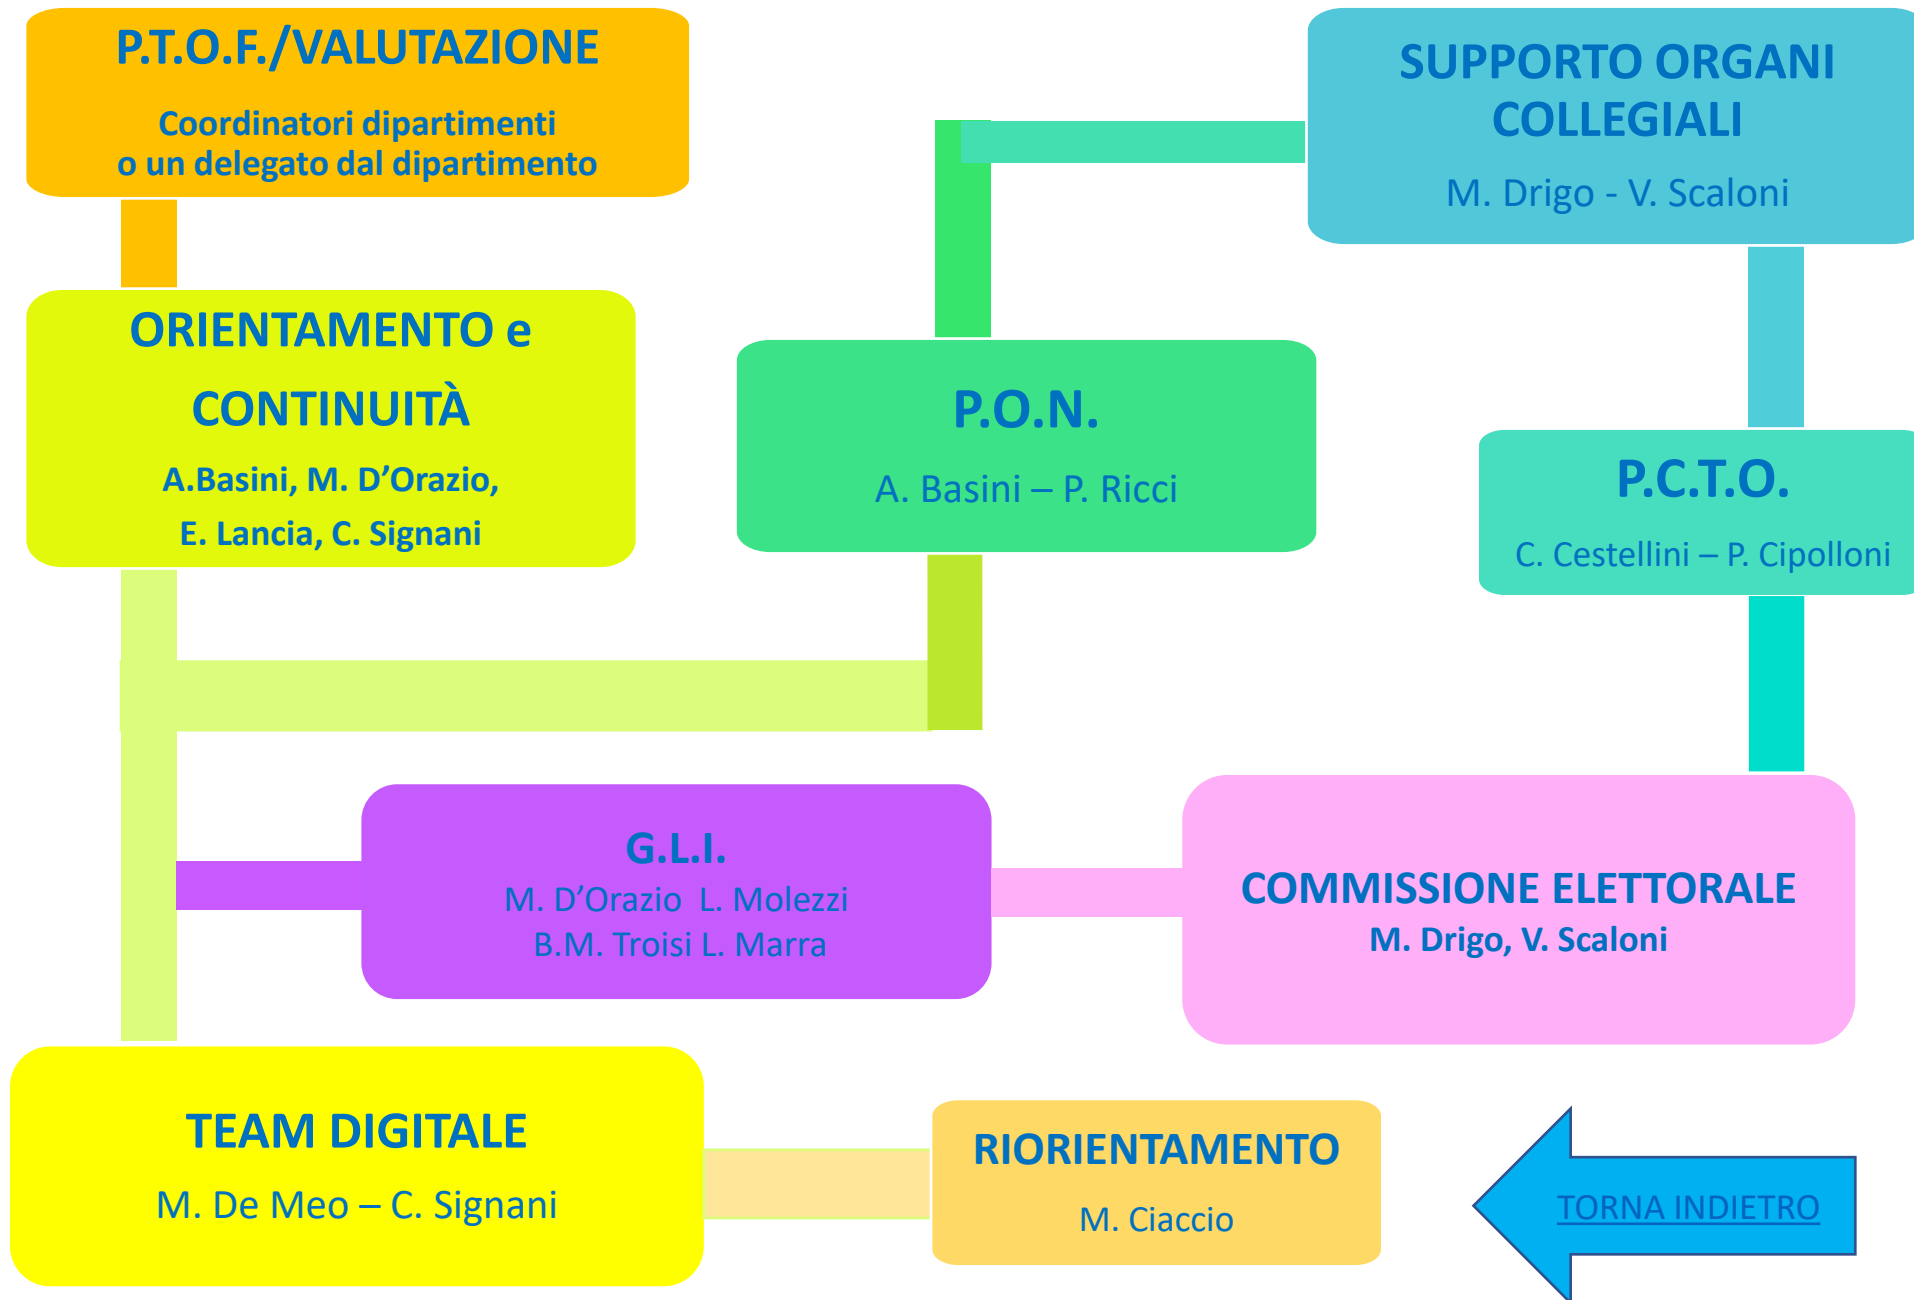 P.T.O.F./VALUTAZIONE
Coordinatori dipartimenti
o un delegato dal dipartimento
SUPPORTO ORGANI
COLLEGIALI
M. Drigo - V. Scaloni
ORIENTAMENTO e
CONTINUITÀ
A.Basini, M. D’Orazio,
E. Lancia, C. Signani
P.O.N.
A. Basini – P. Ricci
P.C.T.O.
C. Cestellini – P. Cipolloni
G.L.I.
M. D’Orazio  L. Molezzi
B.M. Troisi L. Marra
COMMISSIONE ELETTORALE
M. Drigo, V. Scaloni
TEAM DIGITALE
M. De Meo – C. Signani
RIORIENTAMENTO
M. Ciaccio
TORNA INDIETRO